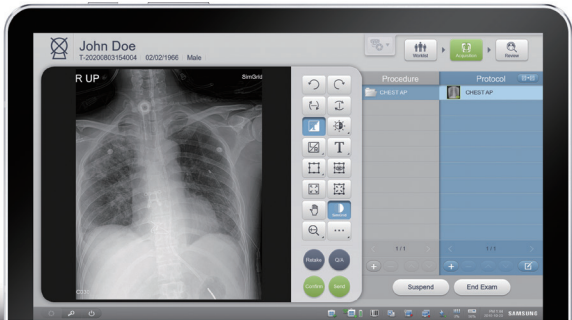 John Doe
T-20200803154004 02/02/1966 Male
Worklist
Acquisition
Review
R UP
SimGrid
Procedure
Protocol
CHEST AP
CHEST AP
T
1/1
1/1
Retake
Q/A
Confirm
Send
Suspend
End Exam
SAMSUNG